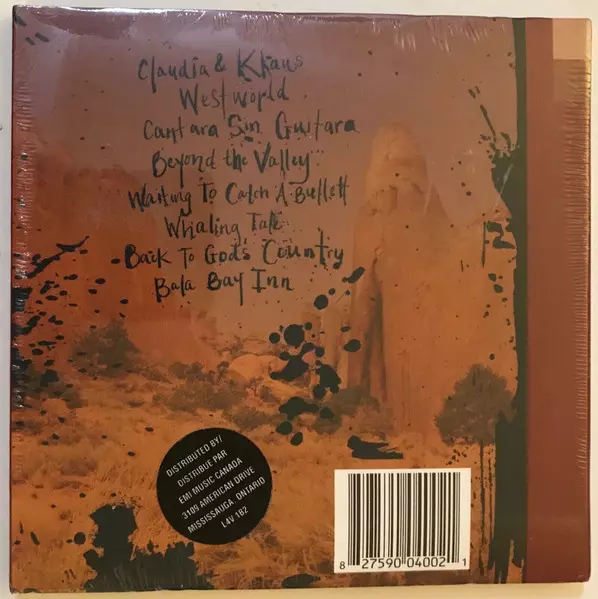 Claudia & Klaus
Westworld
Cantara Sin Guitara
Beyond the Valley
Waiting To Catch A Bullett
Whaling Tale
Back To God's Country
Bala Bay Inn
DISTRIBUTED BY/
DISTRIBUE PAR
EMI MUSIC CANADA
3109 AMERICAN DRIVE
MISSISSAUGA, ONTARIO
L4V 1B2
8 27590 04002 1